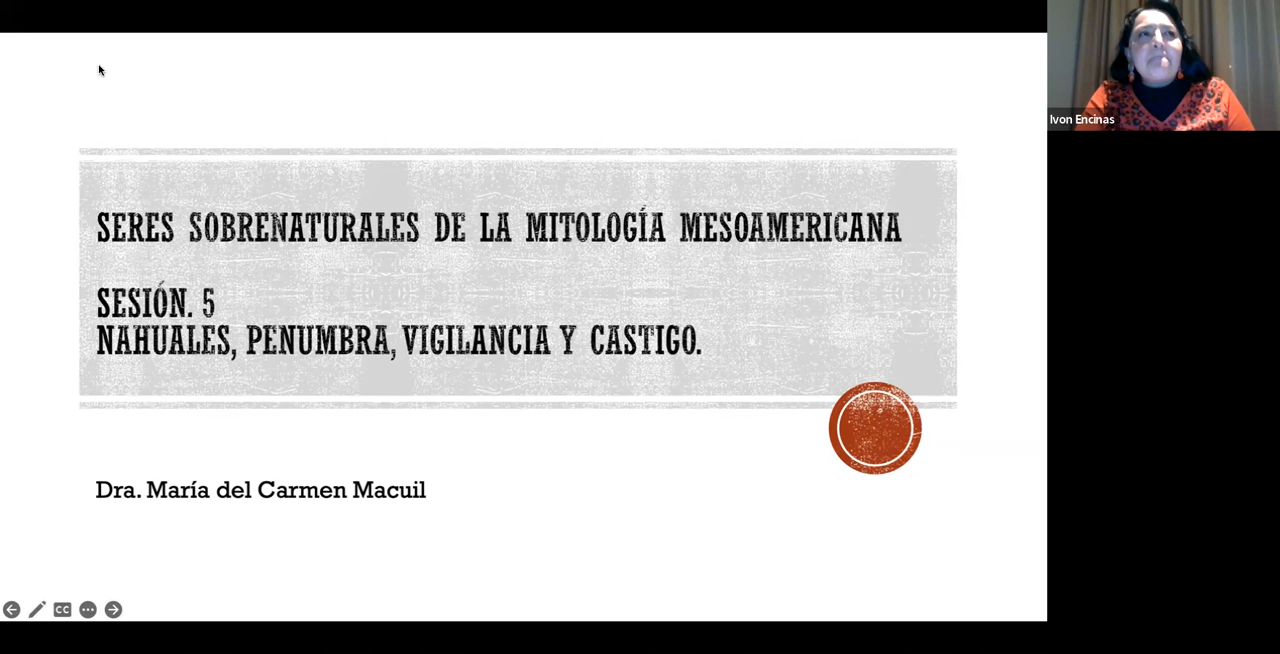 SERES SOBRENATURALES DE LA MITOLOGÍA MESOAMERICANA
SESIÓN. 5
NAHUALES, PENUMBRA, VIGILANCIA Y CASTIGO.
Dra. María del Carmen Macuil
Ivon Encinas
CC